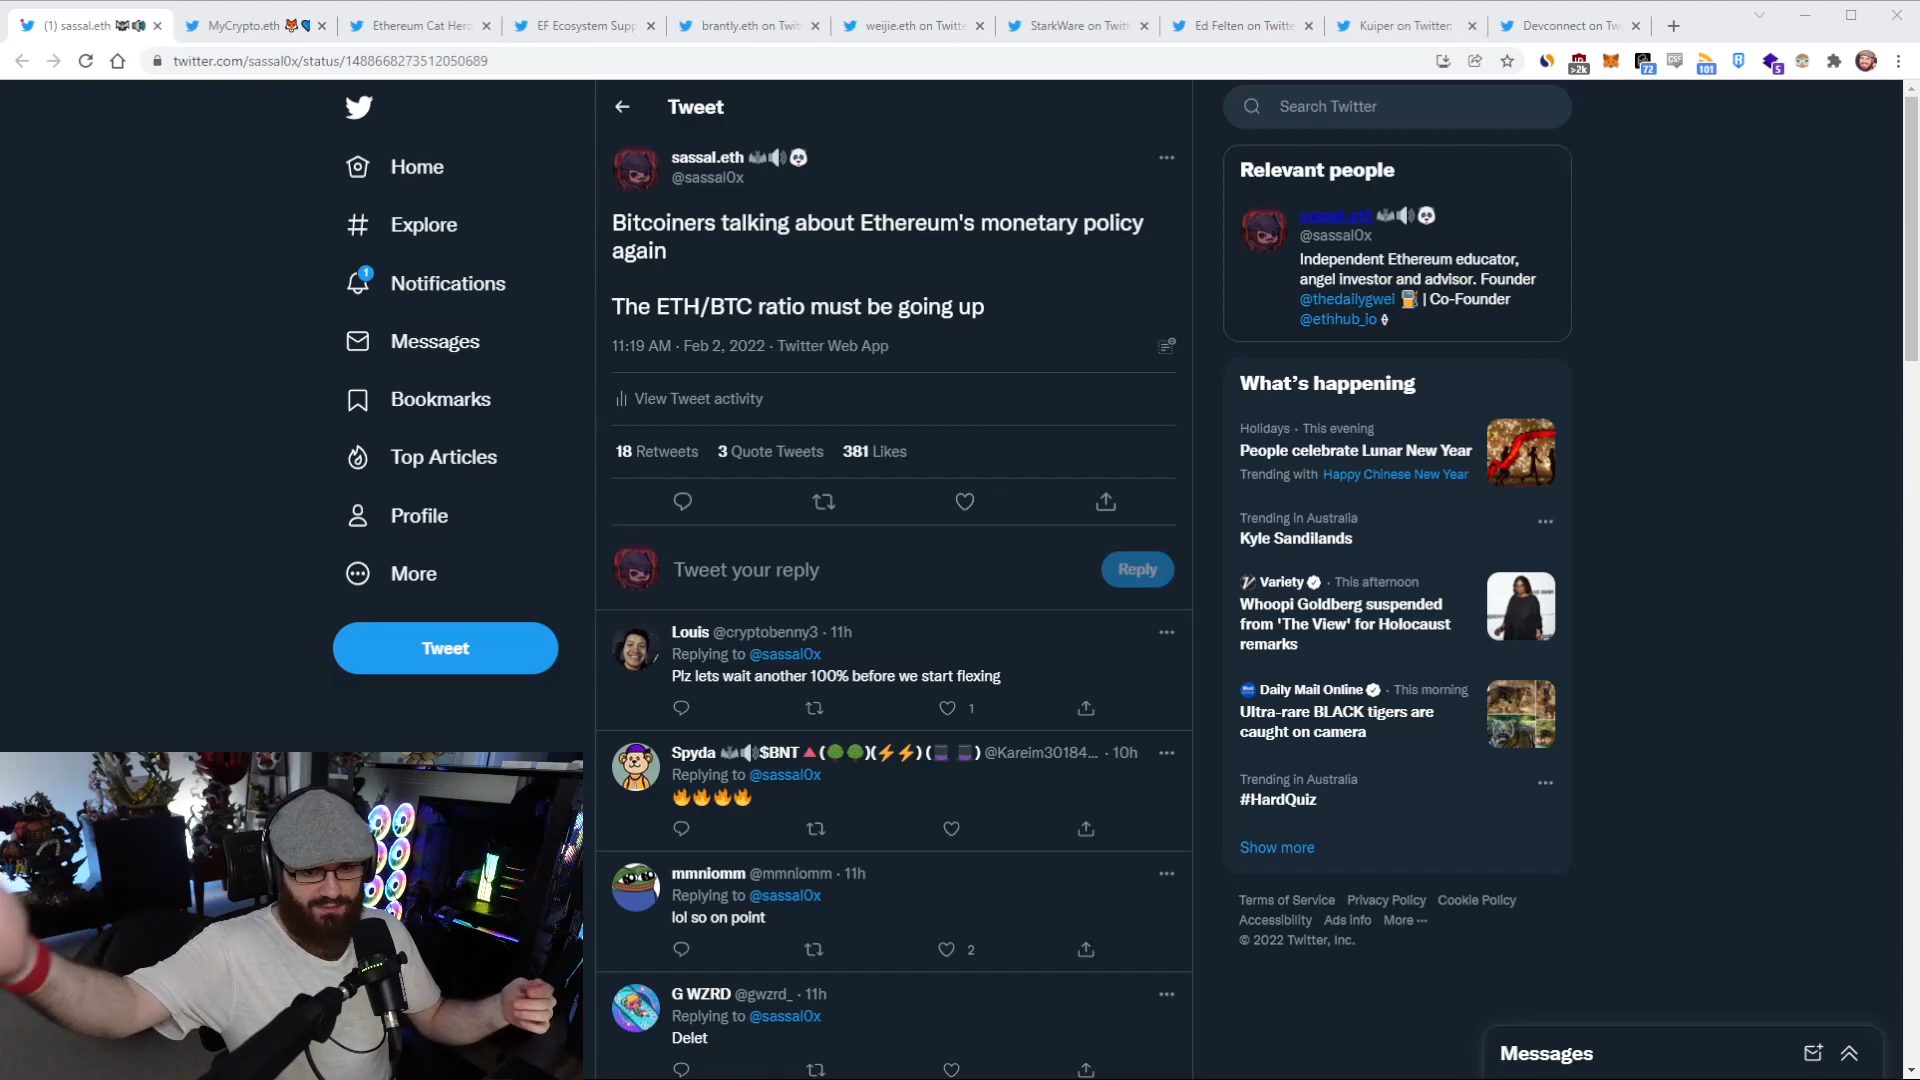 (1) sassal.eth
MyCrypto.eth
Ethereum Cat Herd
EF Ecosystem Supp
brantly.eth on Twit
weijie.eth on Twitte
StarkWare on Twitt
Ed Felten on Twitte
Kuiper on Twitter:
Devconnect on Tw
twitter.com/sassal0x/status/1488668273512050689
>2k
72
101
5
Home
Explore
1
Notifications
Messages
Bookmarks
Top Articles
Profile
More
Tweet
Tweet
sassal.eth
@sassal0x
Bitcoiners talking about Ethereum's monetary policy
again
The ETH/BTC ratio must be going up
11:19 AM · Feb 2, 2022 · Twitter Web App
View Tweet activity
18 Retweets 3 Quote Tweets 381 Likes
Tweet your reply
Reply
Louis @cryptobenny3 · 11h
Replying to @sassal0x
Plz lets wait another 100% before we start flexing
1
Spyda 🦇🔊$BNT🔺(🌳🌳)(⚡⚡)(🎩🎩) @Kareim30184... · 10h
Replying to @sassal0x
🔥🔥🔥🔥
mmniomm @mmniomm · 11h
Replying to @sassal0x
lol so on point
2
G WZRD @gwzrd_ · 11h
Replying to @sassal0x
Delet
Search Twitter
Relevant people
sassal.eth
@sassal0x
Independent Ethereum educator,
angel investor and advisor. Founder
@thedailygwei ⛽ | Co-Founder
@ethhub_io
What's happening
Holidays · This evening
People celebrate Lunar New Year
Trending with Happy Chinese New Year
Trending in Australia
Kyle Sandilands
Variety · This afternoon
Whoopi Goldberg suspended
from 'The View' for Holocaust
remarks
Daily Mail Online · This morning
Ultra-rare BLACK tigers are
caught on camera
Trending in Australia
#HardQuiz
Show more
Terms of Service Privacy Policy Cookie Policy
Accessibility Ads info More ···
© 2022 Twitter, Inc.
Messages